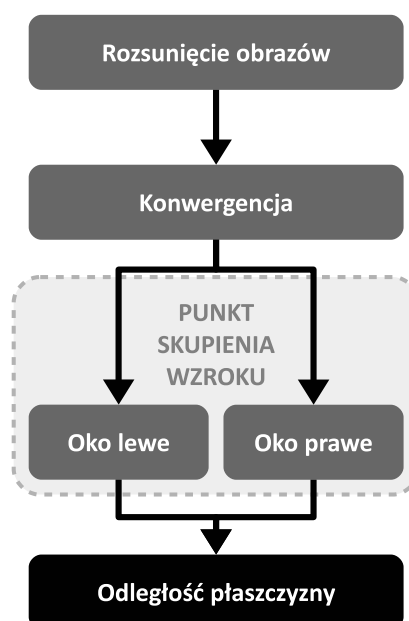 Rozsunięcie obrazów
Konwergencja
PUNKT
SKUPIENIA
WZROKU
Oko lewe
Oko prawe
Odległość płaszczyzny